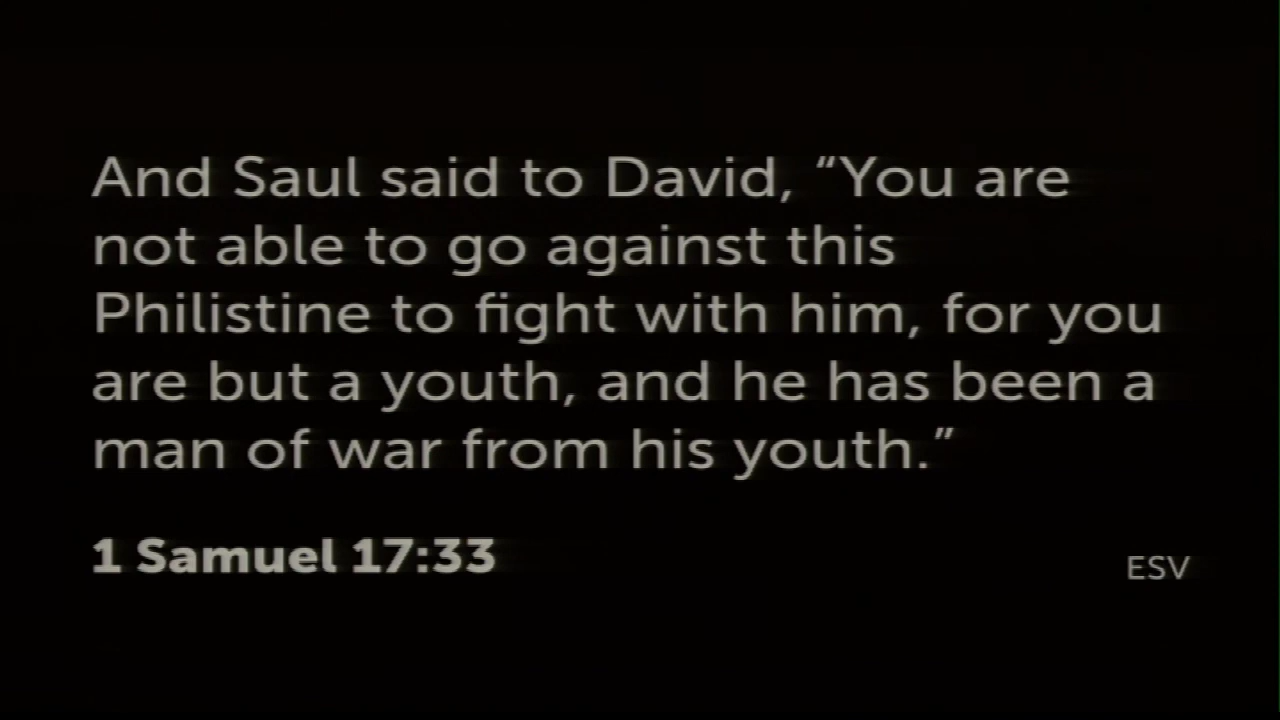 And Saul said to David, “You are
not able to go against this
Philistine to fight with him, for you
are but a youth, and he has been a
man of war from his youth.”
1 Samuel 17:33
ESV